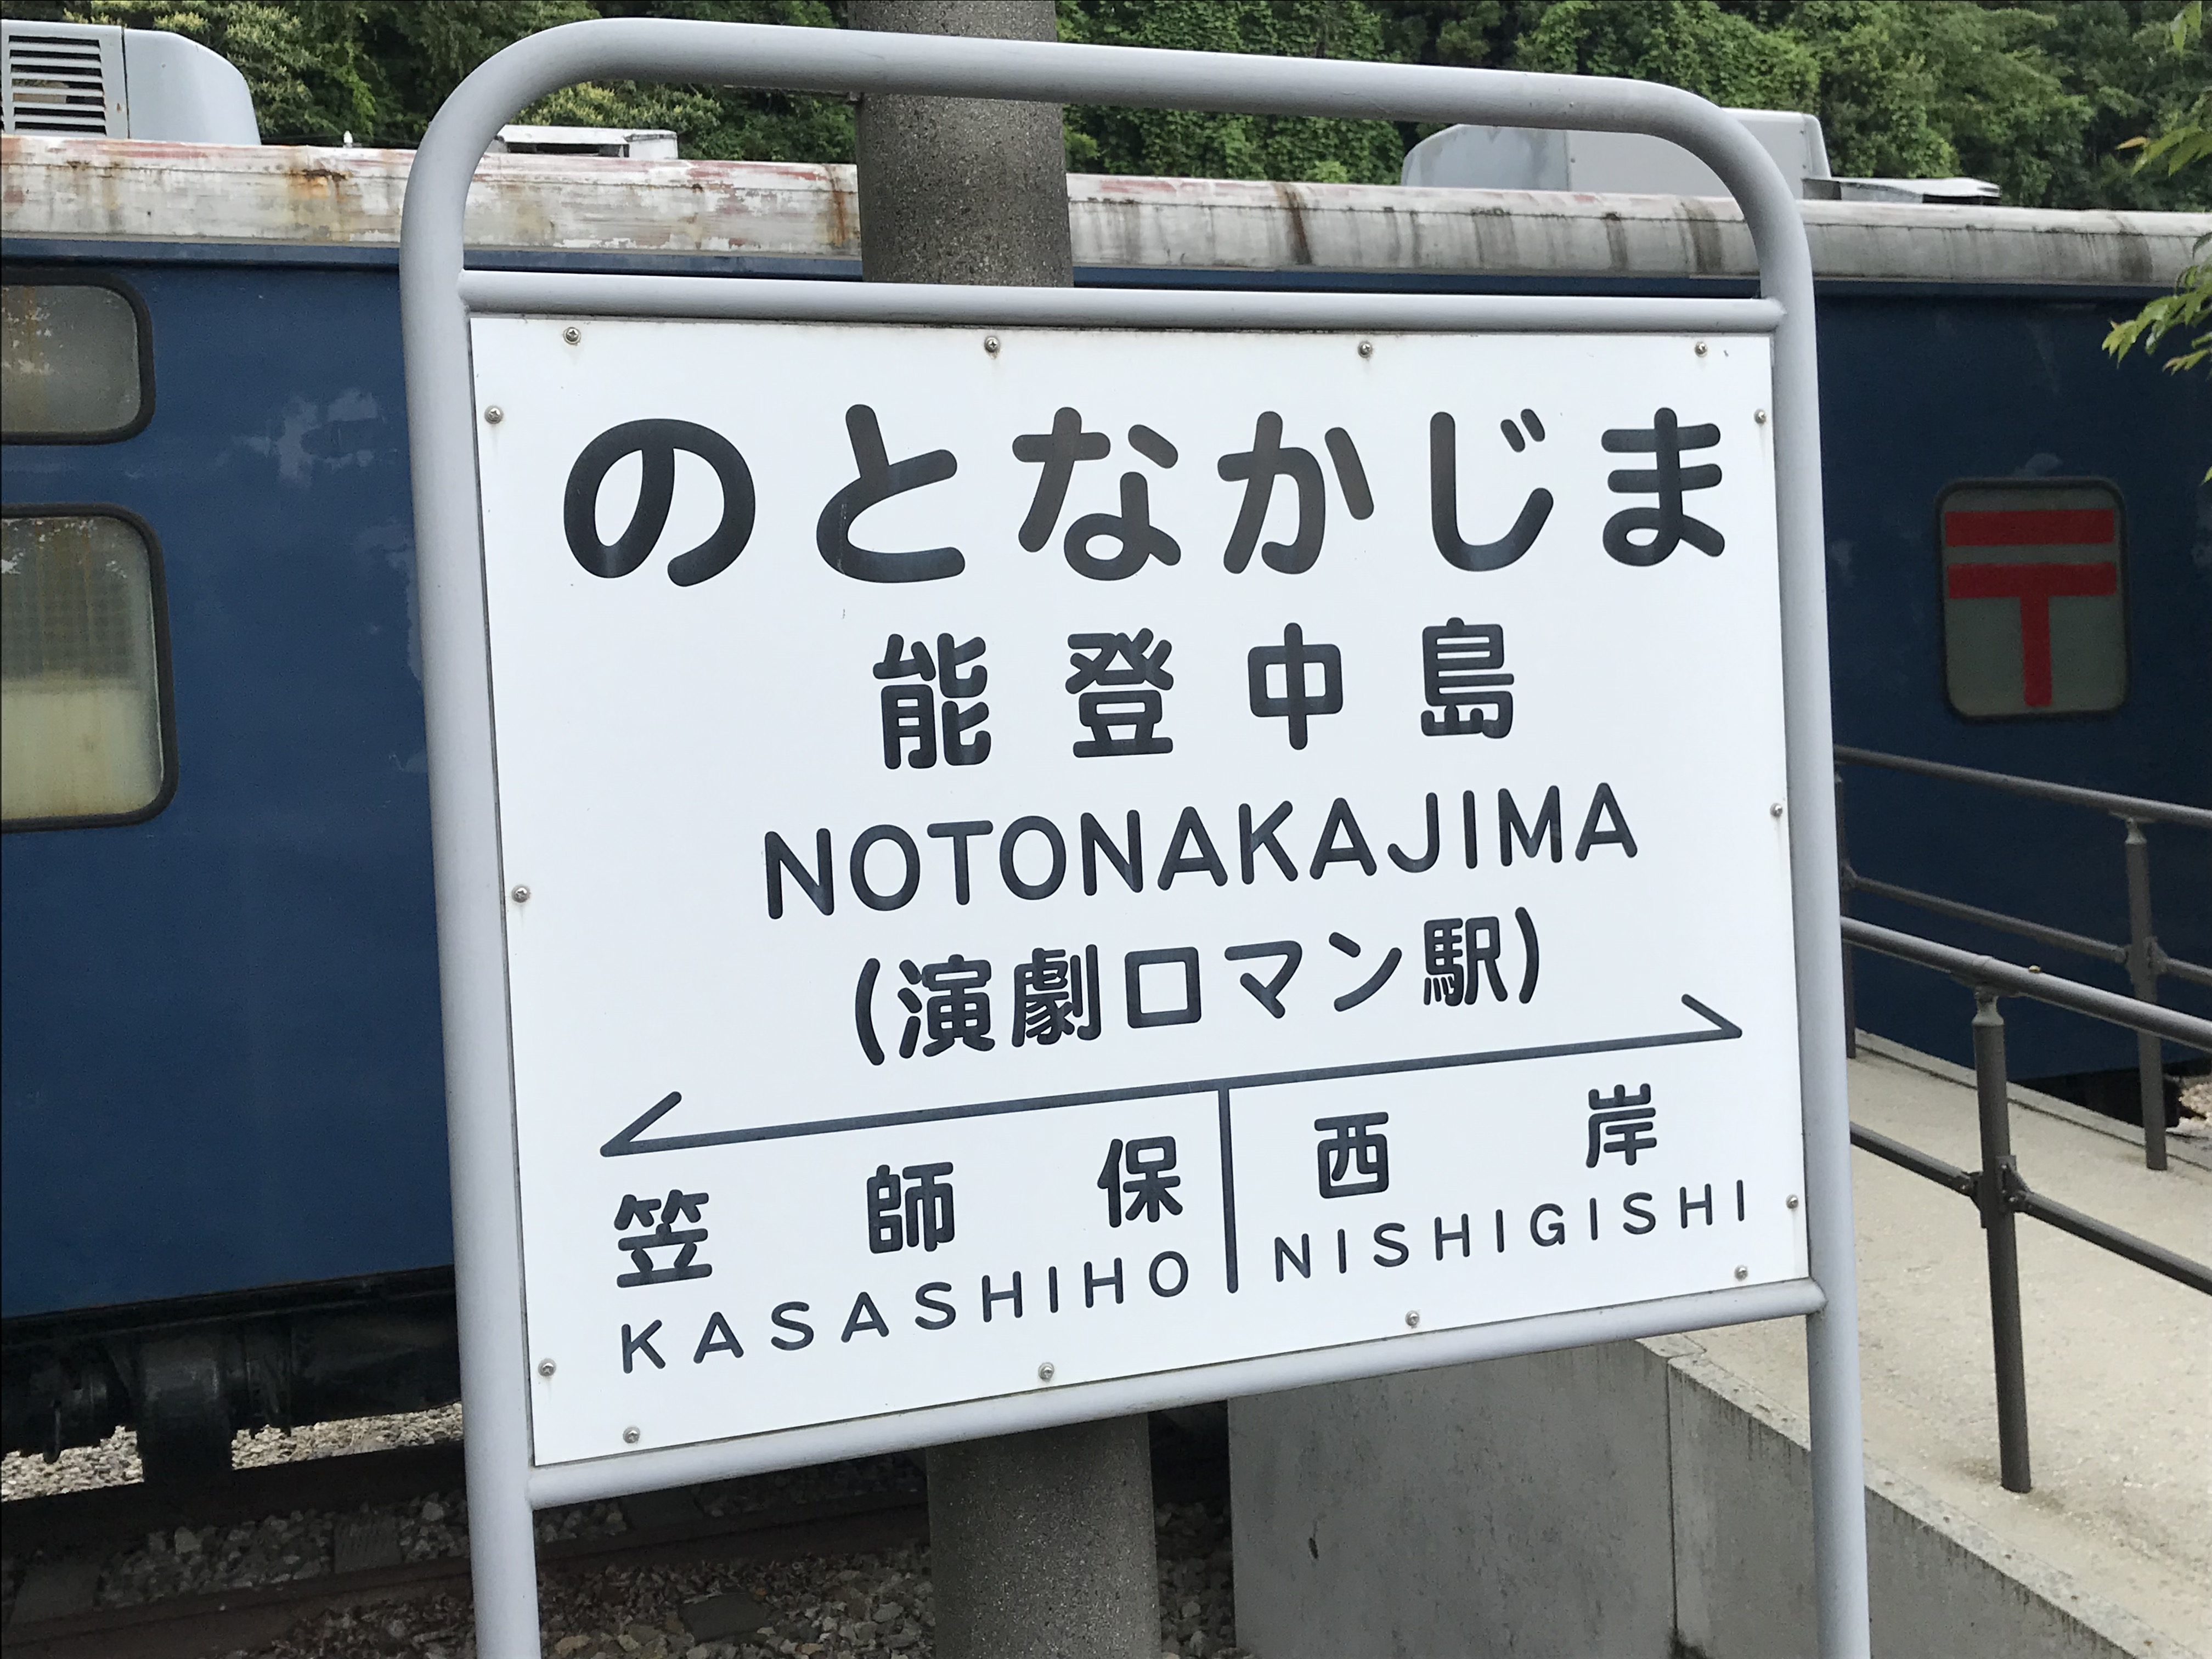 のとなかじま
能登中島
NOTONAKAJIMA
(演劇ロマン駅)
笠師保 西岸
KASASHIHO NISHIGISHI
〒